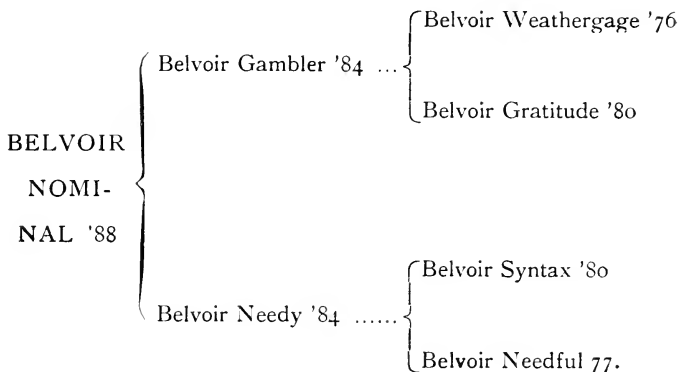 Belvoir Weathergage '76
Belvoir Gambler '84 ...
Belvoir Gratitude '80
BELVOIR
NOMI-
NAL '88
Belvoir Syntax '80
Belvoir Needy '84 ......
Belvoir Needful 77.